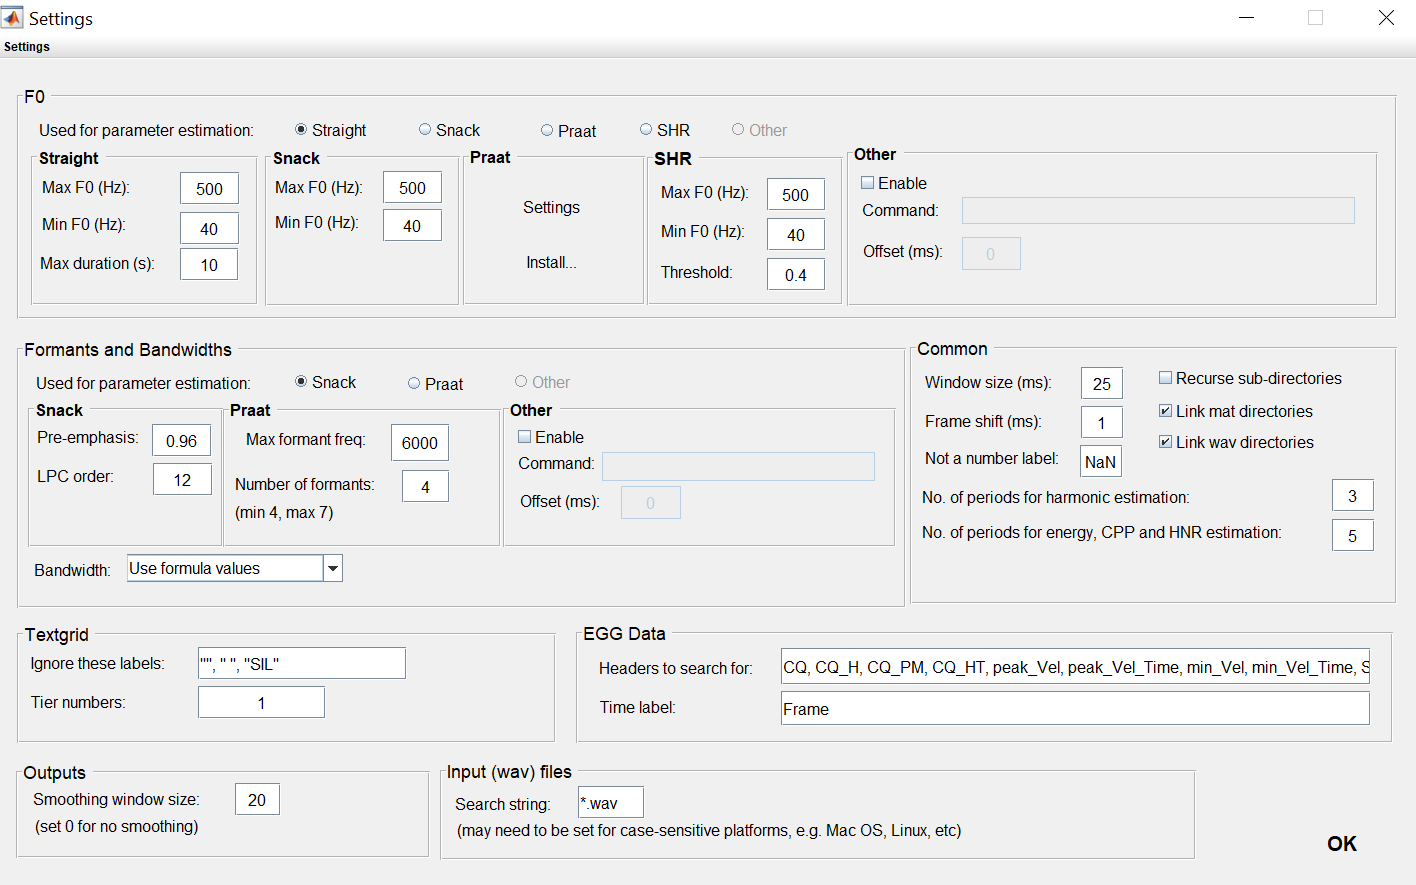 Settings
Settings
F0
Used for parameter estimation: Straight Snack Praat SHR Other
Straight
Max F0 (Hz): 500
Min F0 (Hz): 40
Max duration (s): 10
Snack
Max F0 (Hz): 500
Min F0 (Hz): 40
Praat
Settings
Install...
SHR
Max F0 (Hz): 500
Min F0 (Hz): 40
Threshold: 0.4
Other
Enable
Command:
Offset (ms): 0
Formants and Bandwidths
Used for parameter estimation: Snack Praat Other
Snack
Pre-emphasis: 0.96
LPC order: 12
Praat
Max formant freq: 6000
Number of formants: 4
(min 4, max 7)
Other
Enable
Command:
Offset (ms): 0
Bandwidth: Use formula values
Common
Window size (ms): 25
Frame shift (ms): 1
Not a number label: NaN
Recurse sub-directories
Link mat directories
Link wav directories
No. of periods for harmonic estimation: 3
No. of periods for energy, CPP and HNR estimation: 5
Textgrid
Ignore these labels: "", " ", "SIL"
Tier numbers: 1
EGG Data
Headers to search for: CQ, CQ_H, CQ_PM, CQ_HT, peak_Vel, peak_Vel_Time, min_Vel, min_Vel_Time, S
Time label: Frame
Outputs
Smoothing window size: 20
(set 0 for no smoothing)
Input (wav) files
Search string: *.wav
(may need to be set for case-sensitive platforms, e.g. Mac OS, Linux, etc)
OK